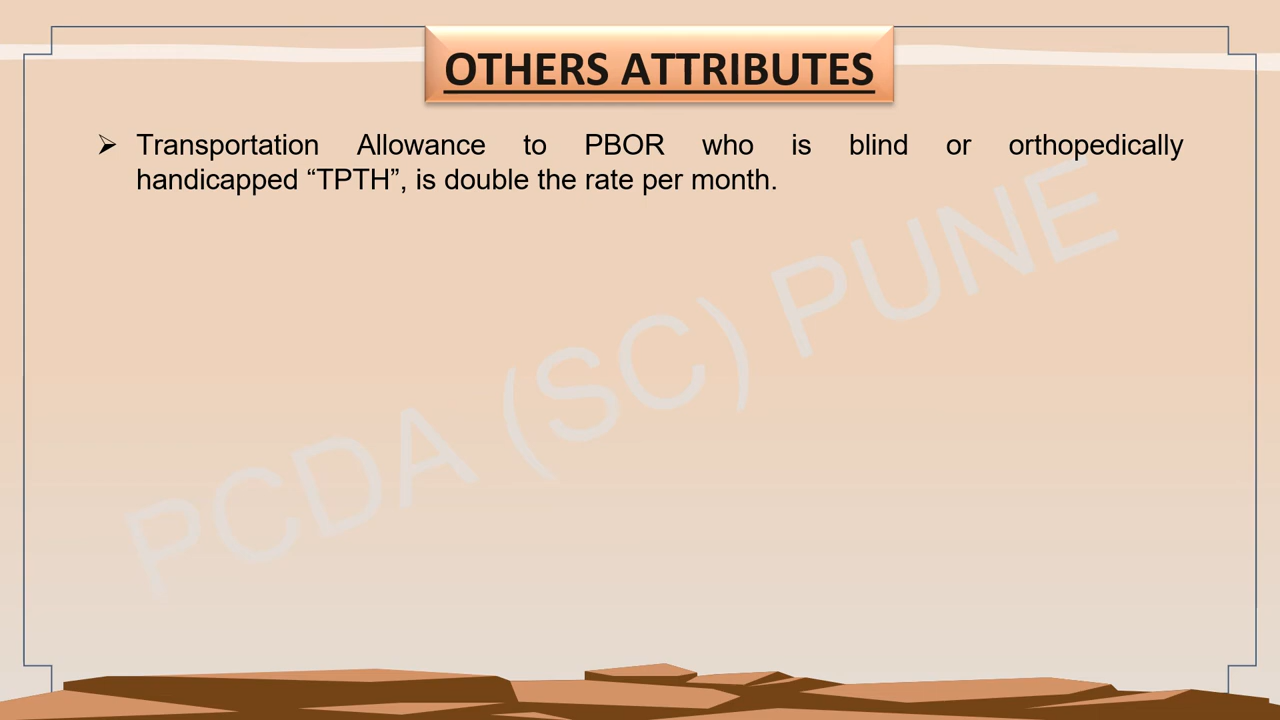 OTHERS ATTRIBUTES
➢ Transportation Allowance to PBOR who is blind or orthopedically
handicapped “TPTH”, is double the rate per month.
PCDA (SC) PUNE